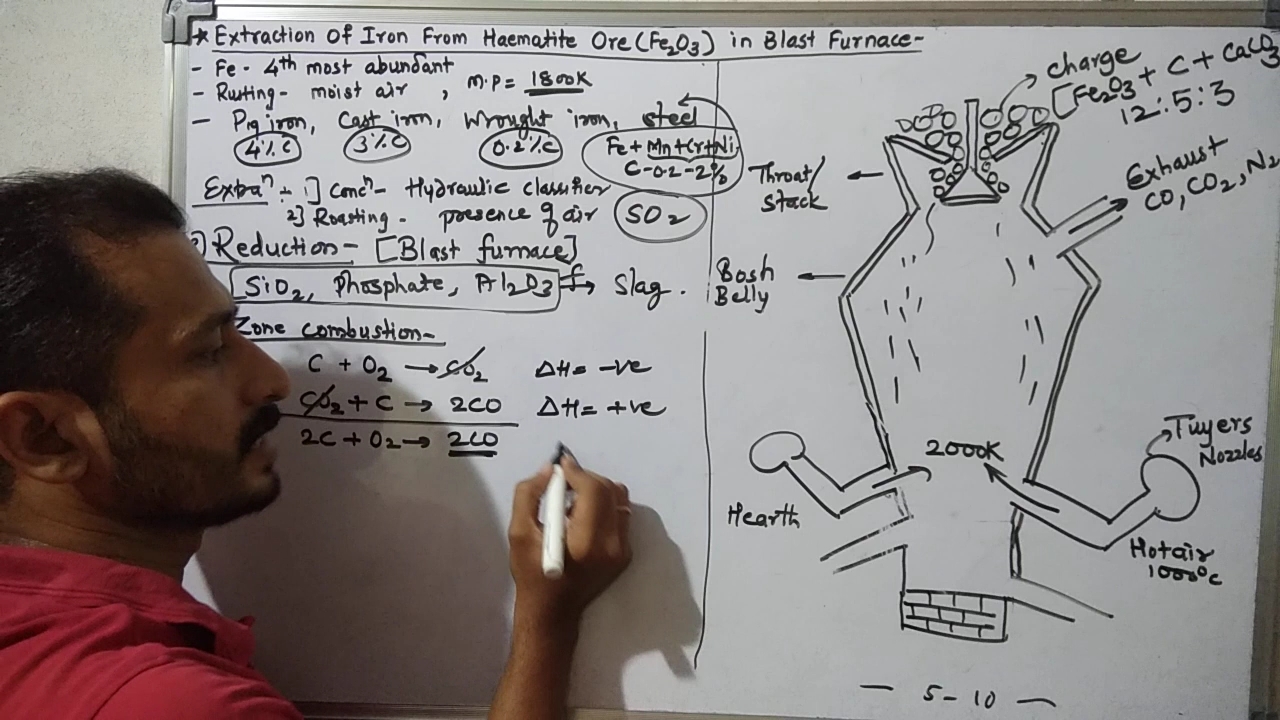 * Extraction Of Iron From Haematite Ore (Fe₂O₃) in Blast Furnace-
- Fe - 4th most abundant
- Rusting - moist air , m.p = 1800K
- Pig iron, Cast iron, Wrought iron, steel
4%C 3%C 0.2%C Fe + Mn+Cr+Ni
C-0.2-2%
Extraⁿ :- 1] Concⁿ - Hydraulic classifier
2] Roasting - presence of air SO₂
3] Reduction - [Blast furnace]
[SiO₂, Phosphate, Al₂O₃ → Slag.
Zone combustion-
C + O₂ → CO₂ ΔH = -ve
CO₂ + C → 2CO ΔH = +ve
2C + O₂ → 2CO
charge
[Fe₂O₃ + C + CaCO₃
12:5:3
Exhaust
CO, CO₂, N₂
Throat/
Stack
Bosh
Belly
2000K
Tuyers
Nozzles
Hearth
Hot air
1000°C
— 5-10 —